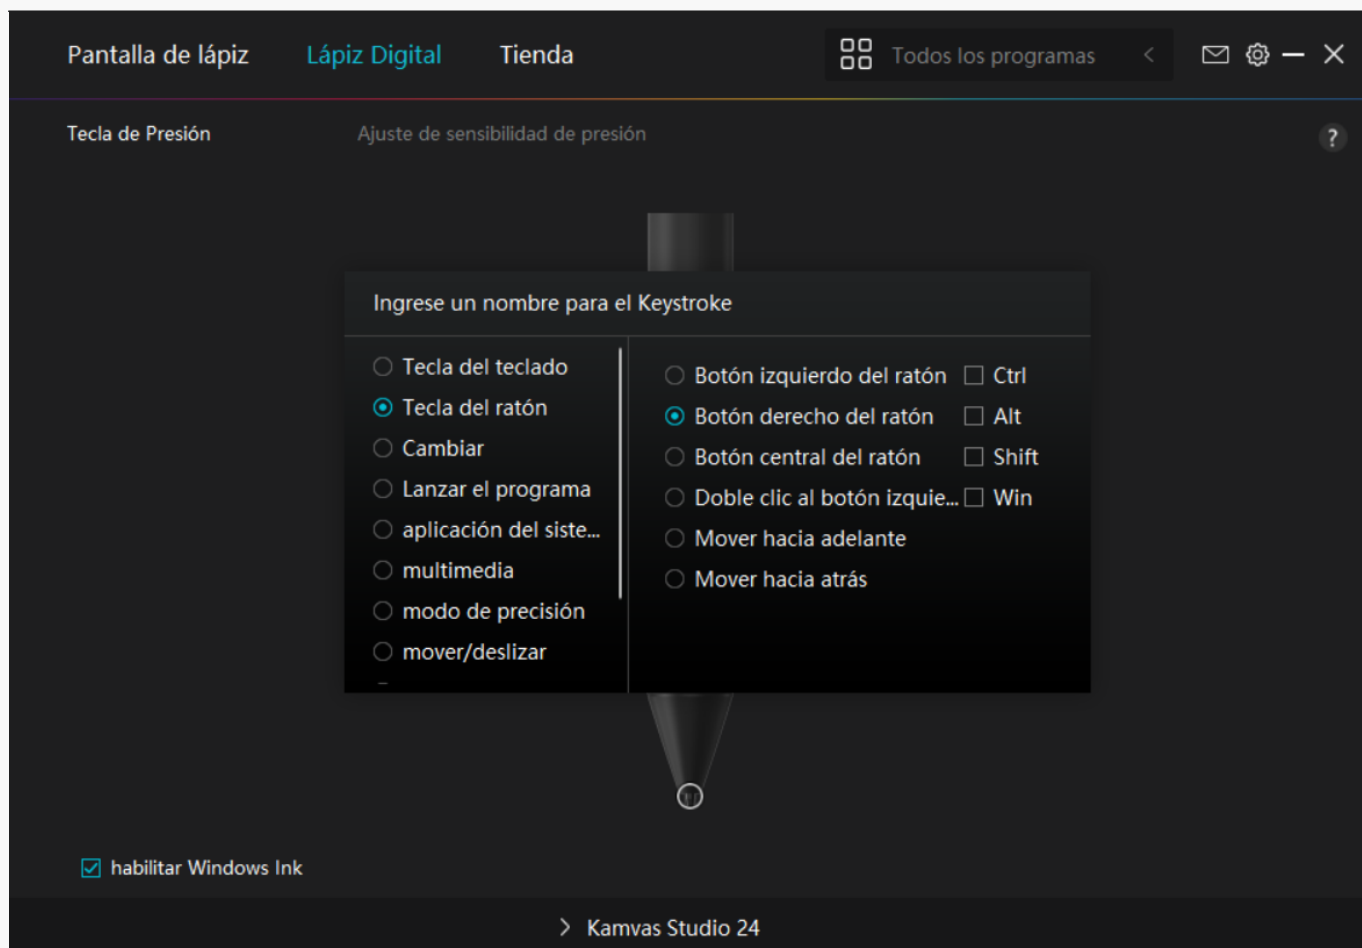 Pantalla de lápiz Lápiz Digital Tienda Todos los programas
Tecla de Presión Ajuste de sensibilidad de presión ?
Ingrese un nombre para el Keystroke
Tecla del teclado
Tecla del ratón
Cambiar
Lanzar el programa
aplicación del siste...
multimedia
modo de precisión
mover/deslizar
Botón izquierdo del ratón Ctrl
Botón derecho del ratón Alt
Botón central del ratón Shift
Doble clic al botón izquie... Win
Mover hacia adelante
Mover hacia atrás
habilitar Windows Ink
Kamvas Studio 24